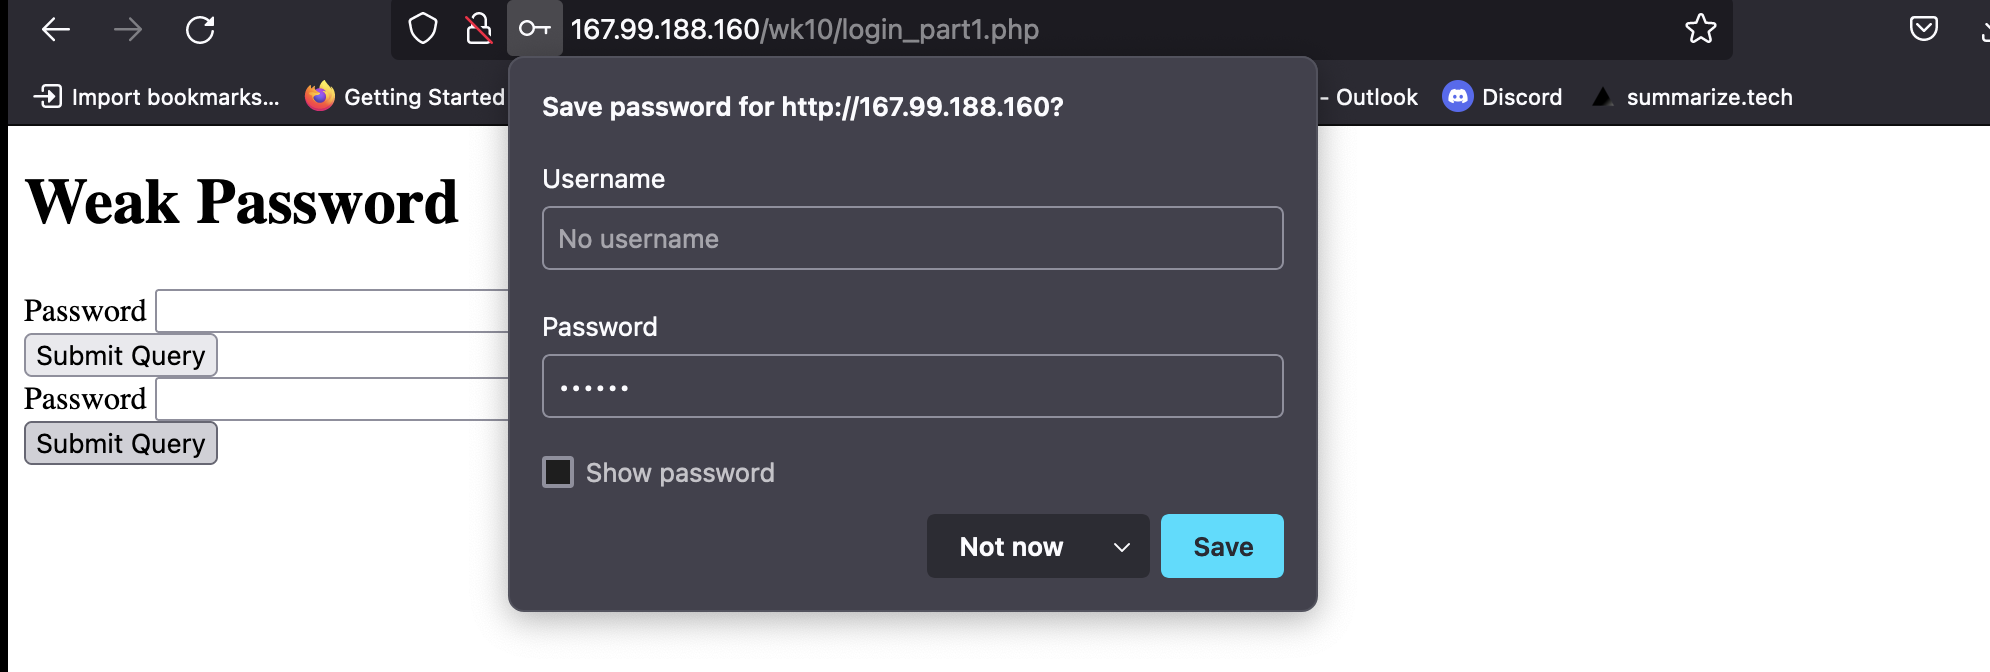 167.99.188.160/wk10/login_part1.php
Import bookmarks... Getting Started - Outlook Discord summarize.tech
Save password for http://167.99.188.160?
Weak Password
Username
No username
Password
Submit Query
Password
Submit Query
Password
••••••
Show password
Not now Save